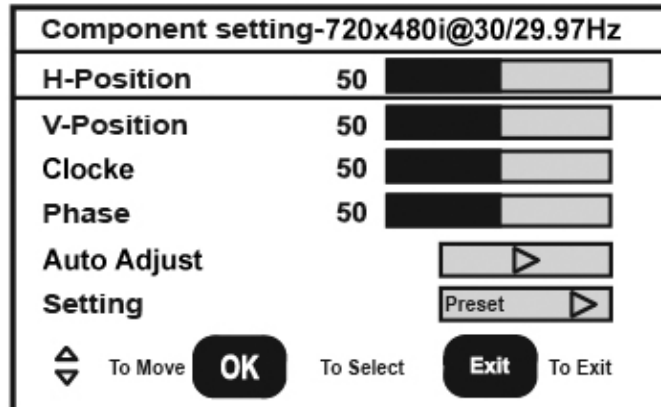 Component setting-720x480i@30/29.97Hz
H-Position 50
V-Position 50
Clocke 50
Phase 50
Auto Adjust
Setting Preset
To Move OK To Select Exit To Exit